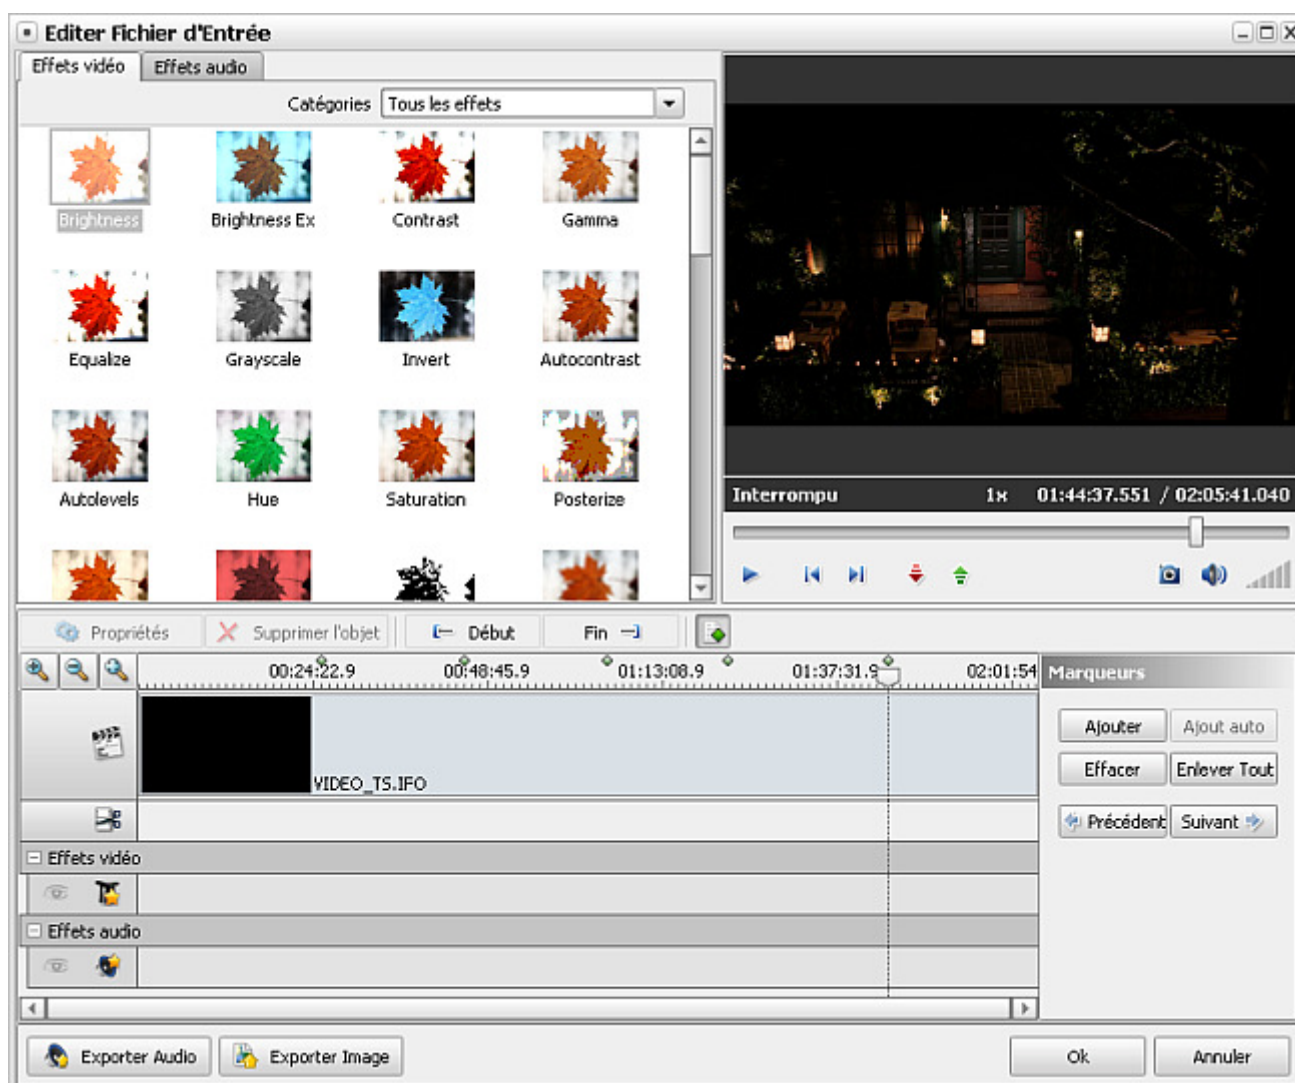 Editer Fichier d'Entrée
Effets vidéo Effets audio
Catégories Tous les effets
Brightness Brightness Ex Contrast Gamma
Equalize Grayscale Invert Autocontrast
Autolevels Hue Saturation Posterize
Interrompu 1x 01:44:37.551 / 02:05:41.040
Propriétés Supprimer l'objet Début Fin
00:24:22.9 00:48:45.9 01:13:08.9 01:37:31.9 02:01:54
Marqueurs
Ajouter Ajout auto
Effacer Enlever Tout
Précédent Suivant
VIDEO_TS.IFO
Effets vidéo
Effets audio
Exporter Audio Exporter Image Ok Annuler